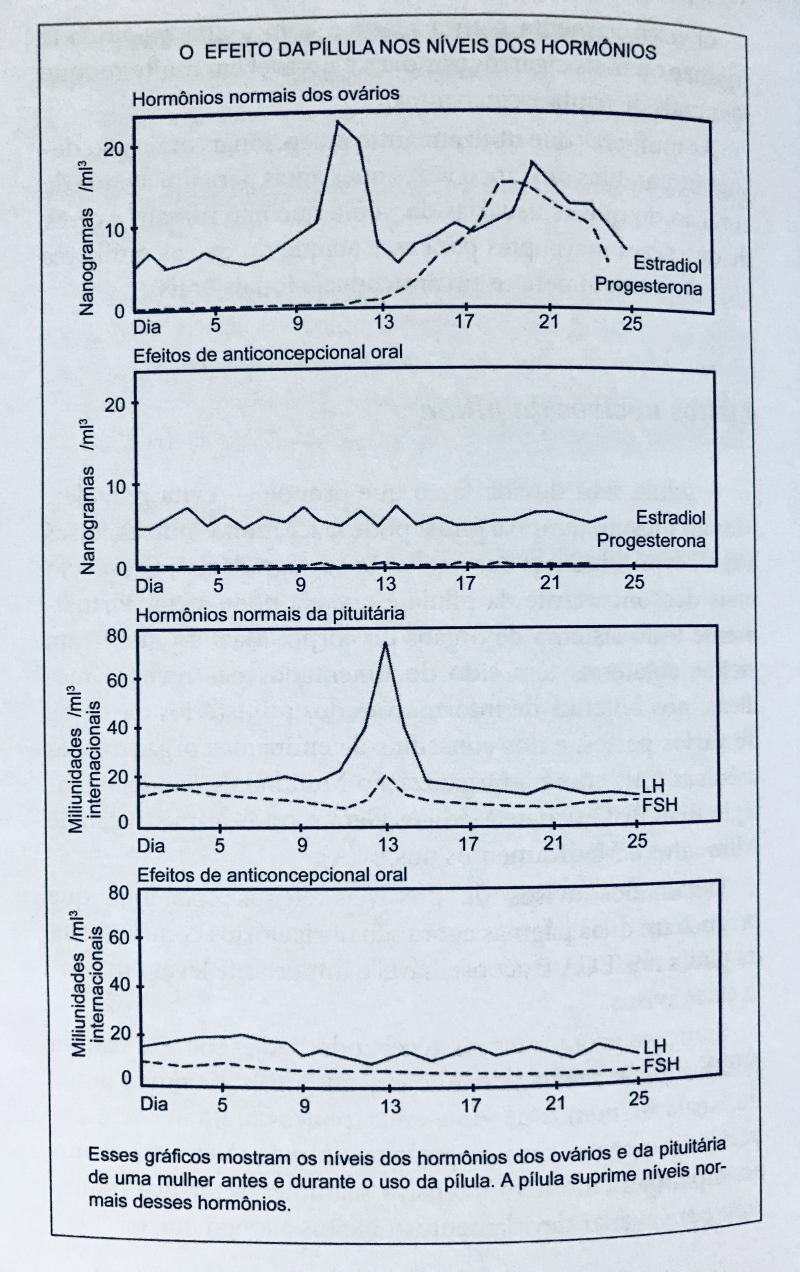 O EFEITO DA PÍLULA NOS NÍVEIS DOS HORMÔNIOS
Hormônios normais dos ovários
Nanogramas /ml³
20
10
0
Estradiol
Progesterona
Dia 5 9 13 17 21 25
Efeitos de anticoncepcional oral
Nanogramas /ml³
20
10
0
Estradiol
Progesterona
Dia 5 9 13 17 21 25
Hormônios normais da pituitária
Miliunidades /ml³
internacionais
80
60
40
20
0
LH
FSH
Dia 5 9 13 17 21 25
Efeitos de anticoncepcional oral
Miliunidades /ml³
internacionais
80
60
40
20
0
LH
FSH
Dia 5 9 13 17 21 25
Esses gráficos mostram os níveis dos hormônios dos ovários e da pituitária
de uma mulher antes e durante o uso da pílula. A pílula suprime níveis nor-
mais desses hormônios.